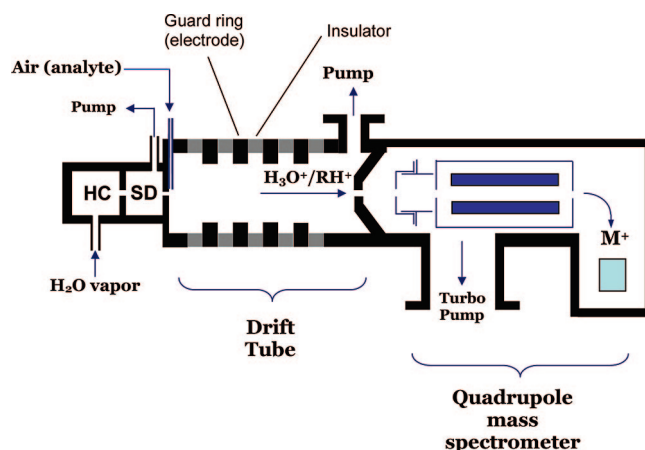 Guard ring
(electrode)
Insulator
Air (analyte)
Pump
Pump
H₃O⁺/RH⁺
HC
SD
M⁺
H₂O vapor
Turbo
Pump
Drift
Tube
Quadrupole
mass
spectrometer